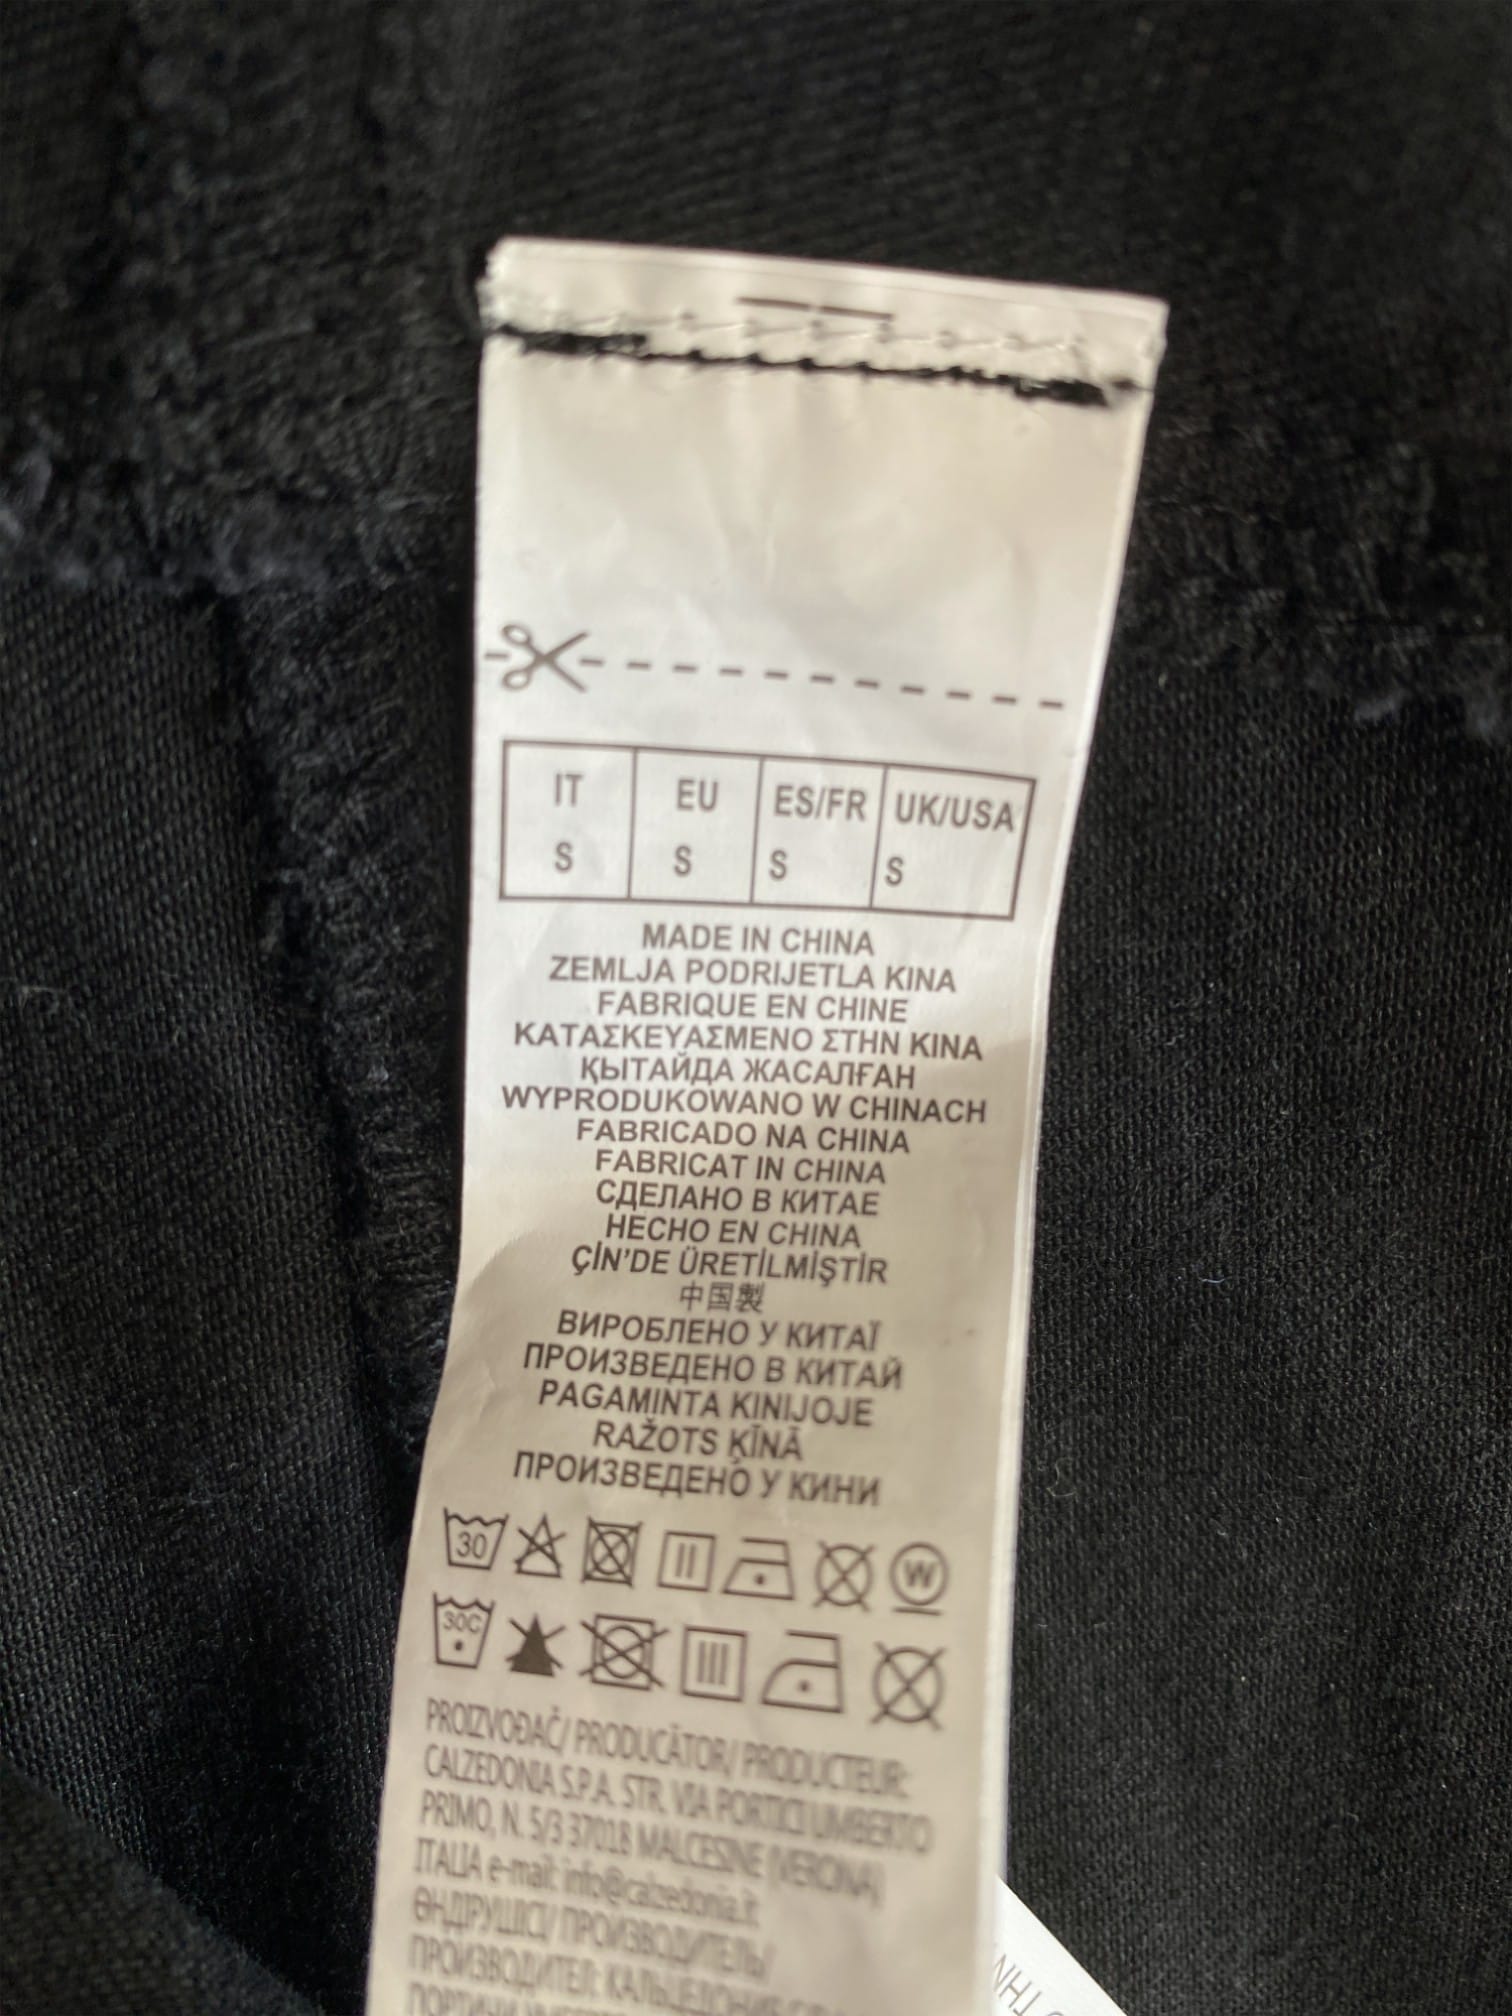 IT EU ES/FR UK/USA
S S S S
MADE IN CHINA
ZEMLJA PODRIJETLA KINA
FABRIQUE EN CHINE
ΚΑΤΑΣΚΕΥΑΣΜΕΝΟ ΣΤΗΝ ΚΙΝΑ
ҚЫТАЙДА ЖАСАЛҒАН
WYPRODUKOWANO W CHINACH
FABRICADO NA CHINA
FABRICAT IN CHINA
СДЕЛАНО В КИТАЕ
HECHO EN CHINA
ÇİN'DE ÜRETİLMİŞTİR
中国製
ВИРОБЛЕНО У КИТАЇ
ПРОИЗВЕДЕНО В КИТАЙ
PAGAMINTA KINIJOJE
RAŽOTS ĶĪNĀ
ПРОИЗВЕДЕНО У КИНИ
30 W
30C
PROIZVOĐAČ/ PRODUCĂTOR/ PRODUCTEUR:
CALZEDONIA S.P.A. STR. VIA PORTICI UMBERTO
PRIMO, N. 5/3 37018 MALCESINE (VERONA)
ITALIA e-mail: info@calzedonia.it
ӨНДІРУШІСІ/ ПРОИЗВОДИТЕЛЬ/
ПРОИЗВОДИТЕЛ: КАЛЬЦЕДОНИЯ